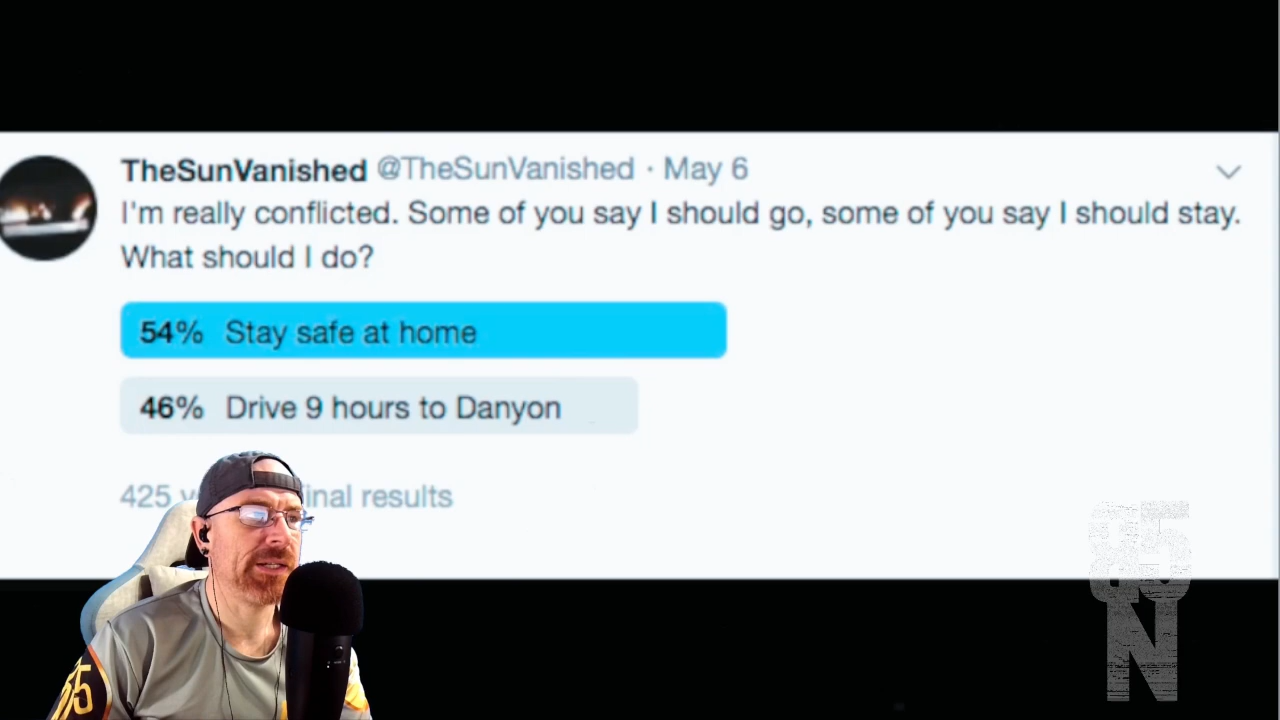 TheSunVanished @TheSunVanished · May 6
I'm really conflicted. Some of you say I should go, some of you say I should stay.
What should I do?
54% Stay safe at home
46% Drive 9 hours to Danyon
425 inal results
85
N